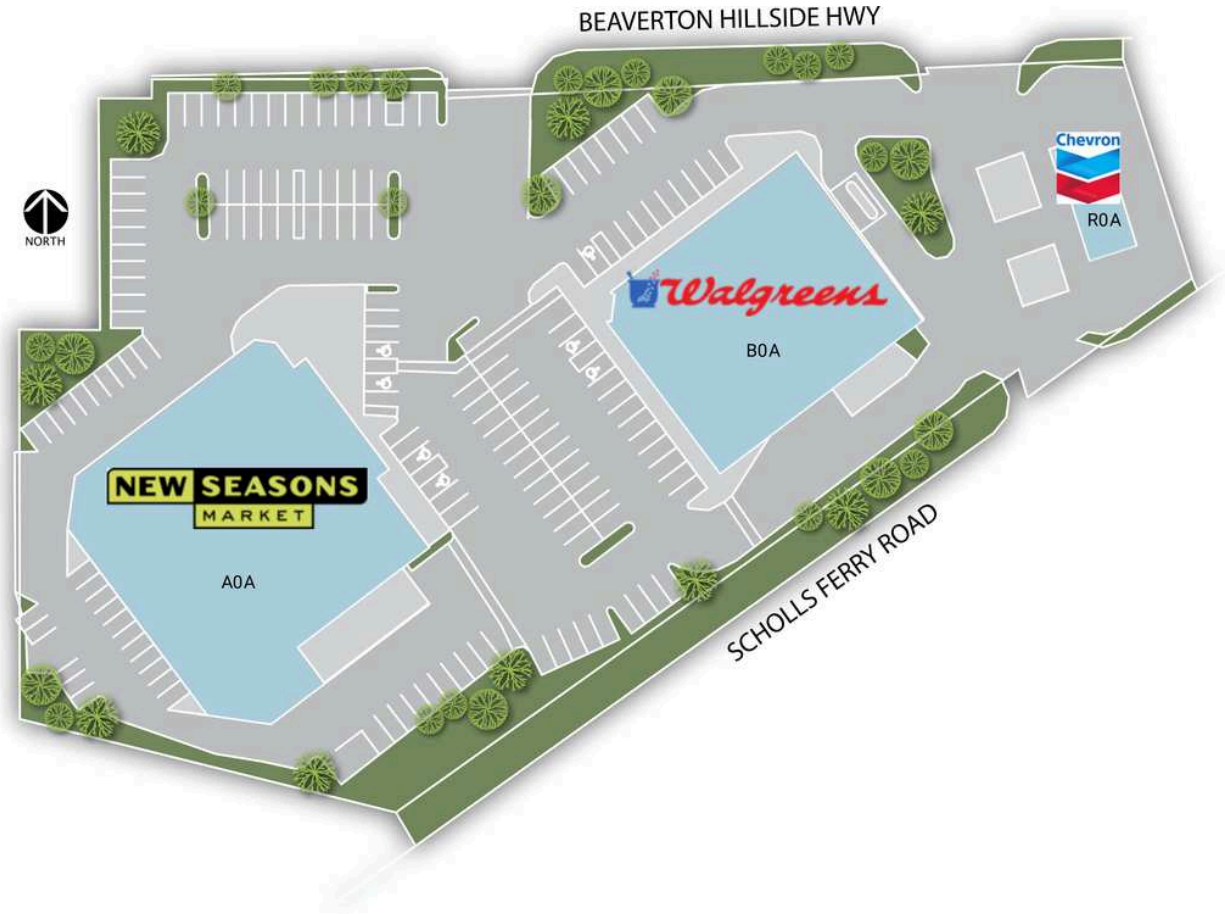 BEAVERTON HILLSIDE HWY
Chevron
R0A
NORTH
Walgreens
B0A
NEW SEASONS
MARKET
A0A
SCHOLLS FERRY ROAD